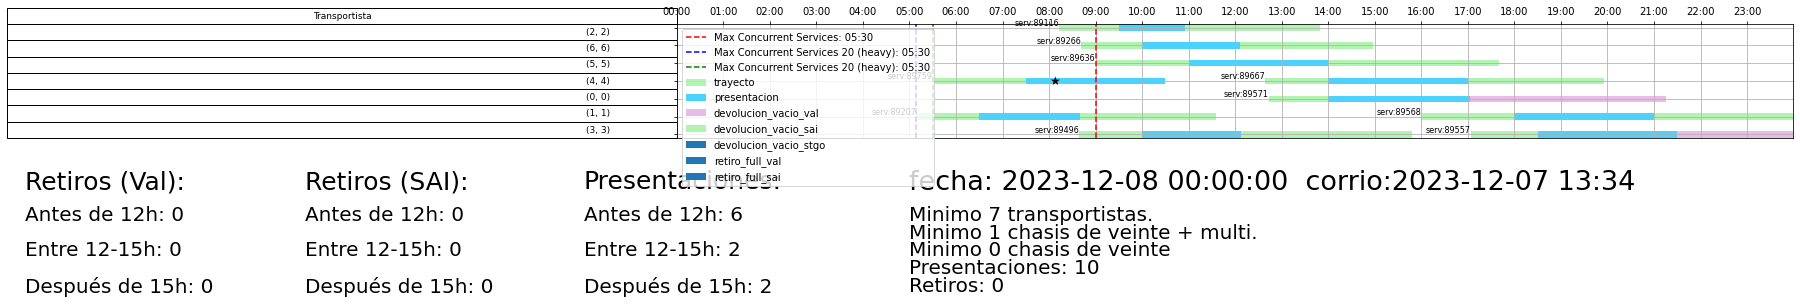 Transportista
(2, 2)
(6, 6)
(5, 5)
(4, 4)
(0, 0)
(1, 1)
(3, 3)
00:00 01:00 02:00 03:00 04:00 05:00 06:00 07:00 08:00 09:00 10:00 11:00 12:00 13:00 14:00 15:00 16:00 17:00 18:00 19:00 20:00 21:00 22:00 23:00
serv:89116
serv:89266
serv:89636
serv:89759 serv:89667
serv:89571
serv:89207 serv:89568
serv:89496 serv:89557
Max Concurrent Services: 05:30
Max Concurrent Services 20 (heavy): 05:30
Max Concurrent Services 20 (heavy): 05:30
trayecto
presentacion
devolucion_vacio_val
devolucion_vacio_sai
devolucion_vacio_stgo
retiro_full_val
retiro_full_sai
Retiros (Val):
Antes de 12h: 0
Entre 12-15h: 0
Después de 15h: 0
Retiros (SAI):
Antes de 12h: 0
Entre 12-15h: 0
Después de 15h: 0
Presentaciones:
Antes de 12h: 6
Entre 12-15h: 2
Después de 15h: 2
fecha: 2023-12-08 00:00:00  corrio:2023-12-07 13:34
Minimo 7 transportistas.
Minimo 1 chasis de veinte + multi.
Minimo 0 chasis de veinte
Presentaciones: 10
Retiros: 0